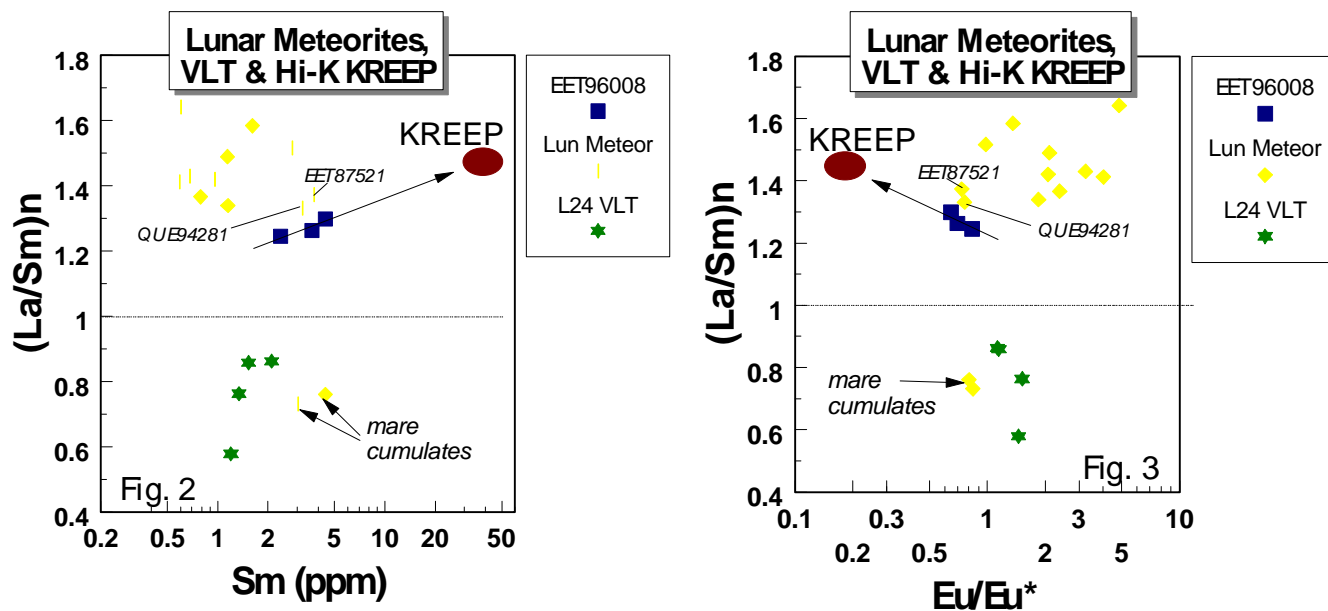 Lunar Meteorites,
VLT & Hi-K KREEP
(La/Sm)n
1.8
1.6
1.4
1.2
1
0.8
0.6
0.4
KREEP
EET87521
QUE94281
mare
cumulates
Fig. 2
0.2 0.5 1 2 5 10 20 50
Sm (ppm)
EET96008
Lun Meteor
L24 VLT
Lunar Meteorites,
VLT & Hi-K KREEP
(La/Sm)n
1.8
1.6
1.4
1.2
1
0.8
0.6
0.4
KREEP
EET87521
QUE94281
mare
cumulates
Fig. 3
0.1 0.3 1 3 10
0.2 0.5 2 5
Eu/Eu*
EET96008
Lun Meteor
L24 VLT